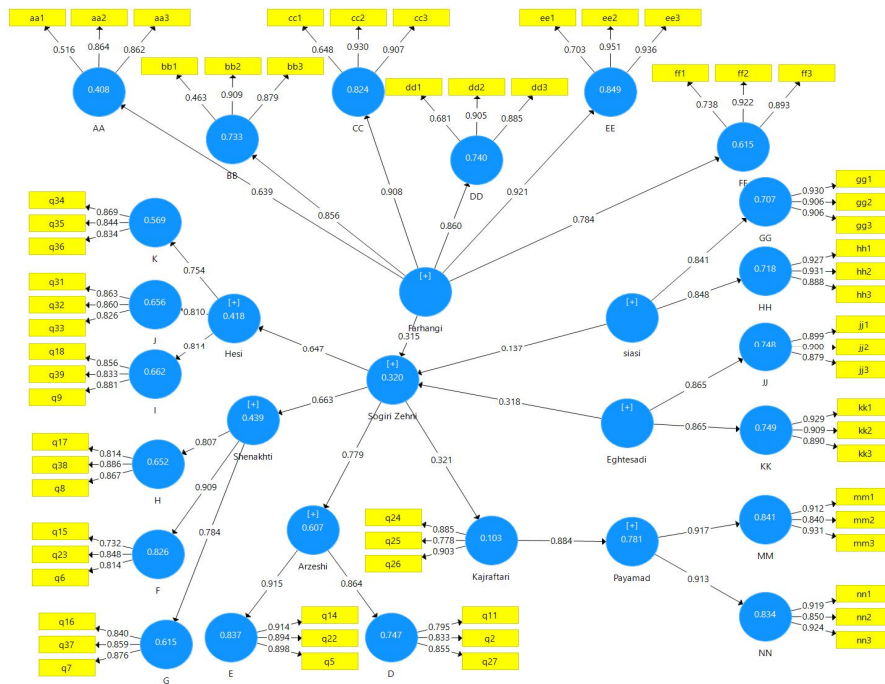 aa1 aa2 aa3
0.516 0.864 0.862
0.408
AA
bb1 bb2 bb3
0.463 0.909 0.879
0.733
BB
cc1 cc2 cc3
0.648 0.930 0.907
0.824
CC
dd1 dd2 dd3
0.681 0.905 0.885
0.740
DD
ee1 ee2 ee3
0.703 0.951 0.936
0.849
EE
ff1 ff2 ff3
0.738 0.922 0.893
0.615
FF
0.639 0.856 0.908 0.860 0.921 0.784
[+]
Farhangi
0.315
gg1
gg2
gg3
0.930
0.906
0.906
0.707
GG
hh1
hh2
hh3
0.927
0.931
0.888
0.718
HH
0.841
0.848
[+]
siasi
0.137
jj1
jj2
jj3
0.899
0.900
0.879
0.748
JJ
kk1
kk2
kk3
0.929
0.909
0.890
0.749
KK
0.865
0.865
[+]
Eghtesadi
0.318
q34
q35
q36
0.869
0.844
0.834
0.569
K
q31
q32
q33
0.863
0.860
0.826
0.656
J
q18
q39
q9
0.856
0.833
0.881
0.662
I
0.754
0.810
0.814
[+]
0.418
Hesi
0.647
[+]
0.320
Sogiri Zehni
0.663
[+]
0.439
Shenakhti
q17
q38
q8
0.814
0.886
0.867
0.652
H
q15
q23
q6
0.732
0.848
0.814
0.826
F
q16
q37
q7
0.840
0.859
0.876
0.615
G
0.807
0.909
0.784
0.779
[+]
0.607
Arzeshi
0.915
0.864
0.837
E
0.914
0.894
0.898
q14
q22
q5
0.747
D
0.795
0.833
0.855
q11
q2
q27
0.321
q24
q25
q26
0.885
0.778
0.903
0.103
Kajraftari
0.884
[+]
0.781
Payamad
0.917
0.913
0.841
MM
0.912
0.840
0.931
mm1
mm2
mm3
0.834
NN
0.919
0.850
0.924
nn1
nn2
nn3